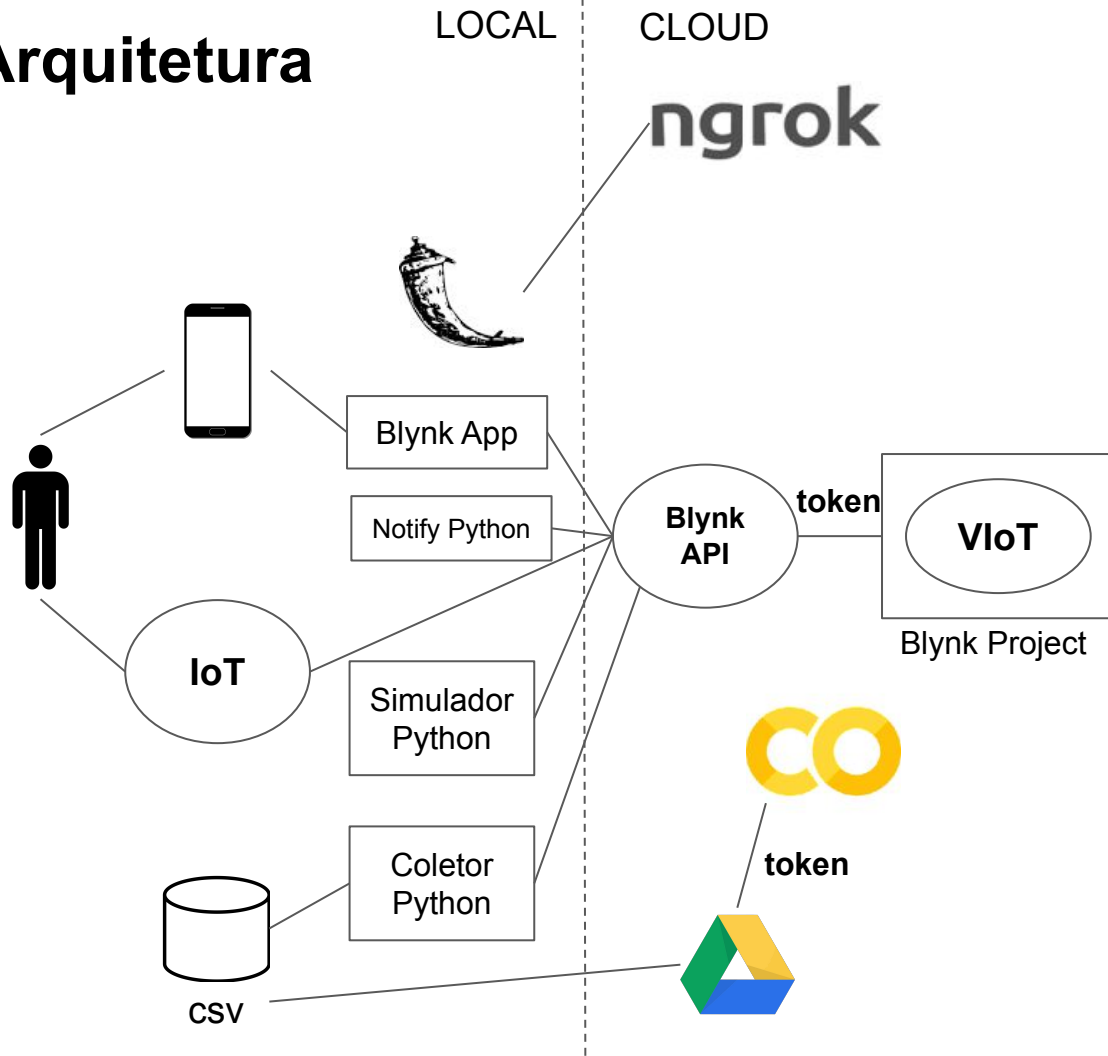 LOCAL
CLOUD
Arquitetura
ngrok
Blynk App
Notify Python
Blynk
API
token
VIoT
Blynk Project
IoT
Simulador
Python
CO
token
Coletor
Python
CSV